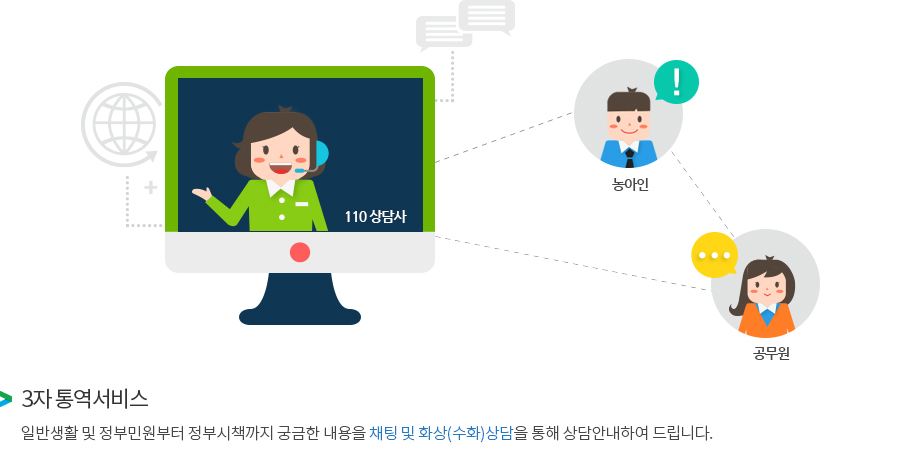 110 상담사
농아인
공무원
3자 통역서비스
일반생활 및 정부민원부터 정부시책까지 궁금한 내용을 채팅 및 화상(수화)상담을 통해 상담안내하여 드립니다.